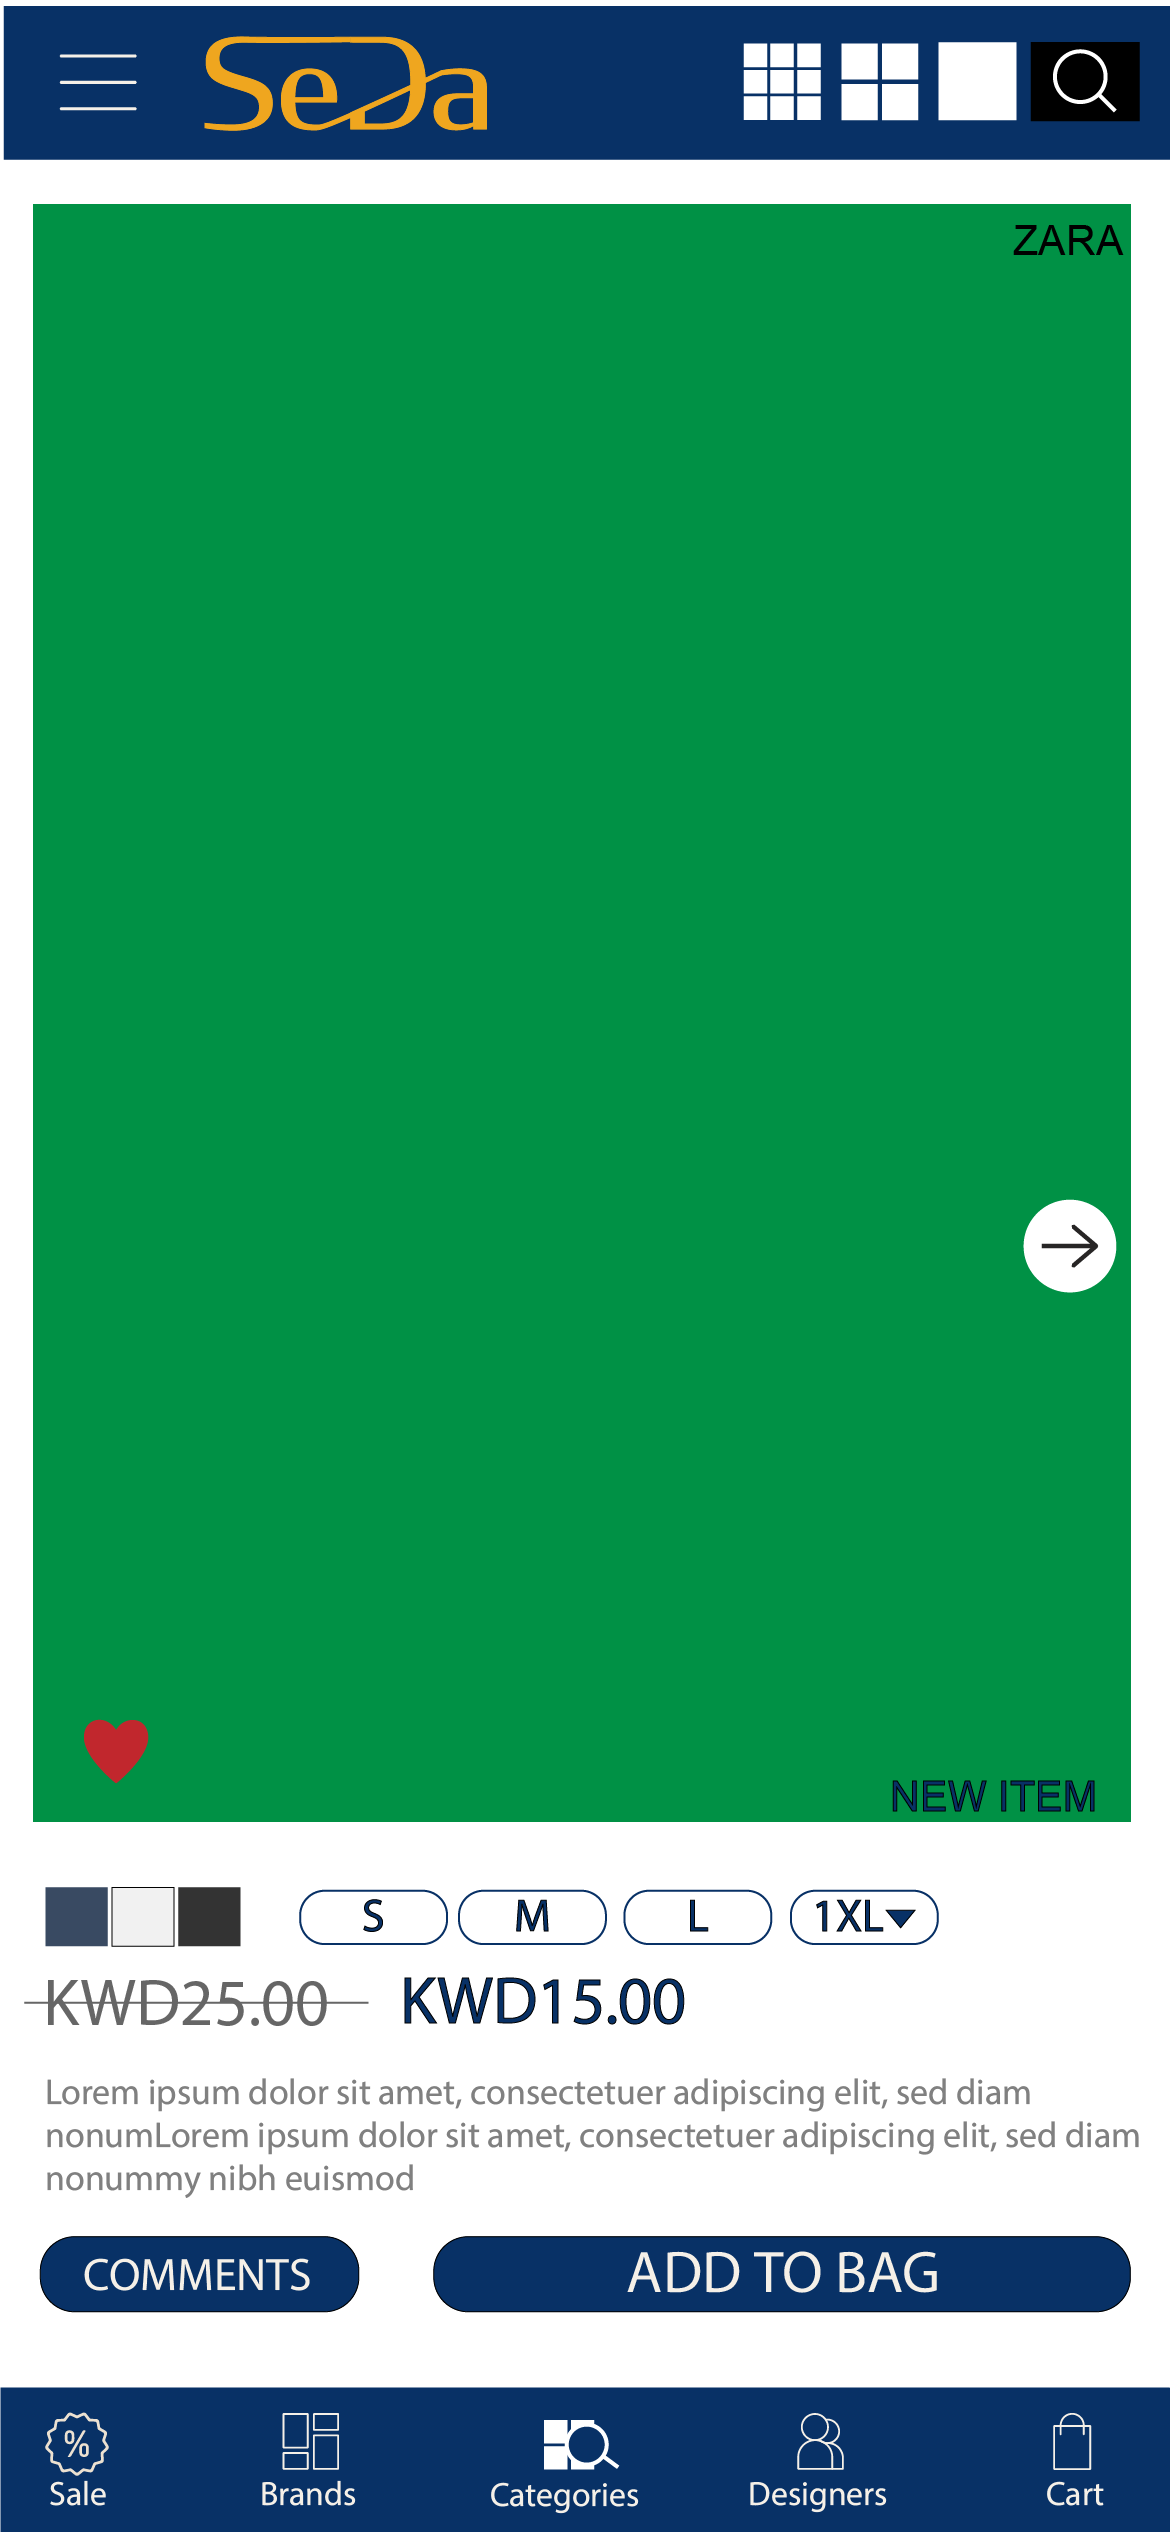 SeDa
ZARA
NEW ITEM
S M L 1XL
KWD25.00 KWD15.00
Lorem ipsum dolor sit amet, consectetuer adipiscing elit, sed diam
nonumLorem ipsum dolor sit amet, consectetuer adipiscing elit, sed diam
nonummy nibh euismod
COMMENTS ADD TO BAG
%
Sale Brands Categories Designers Cart